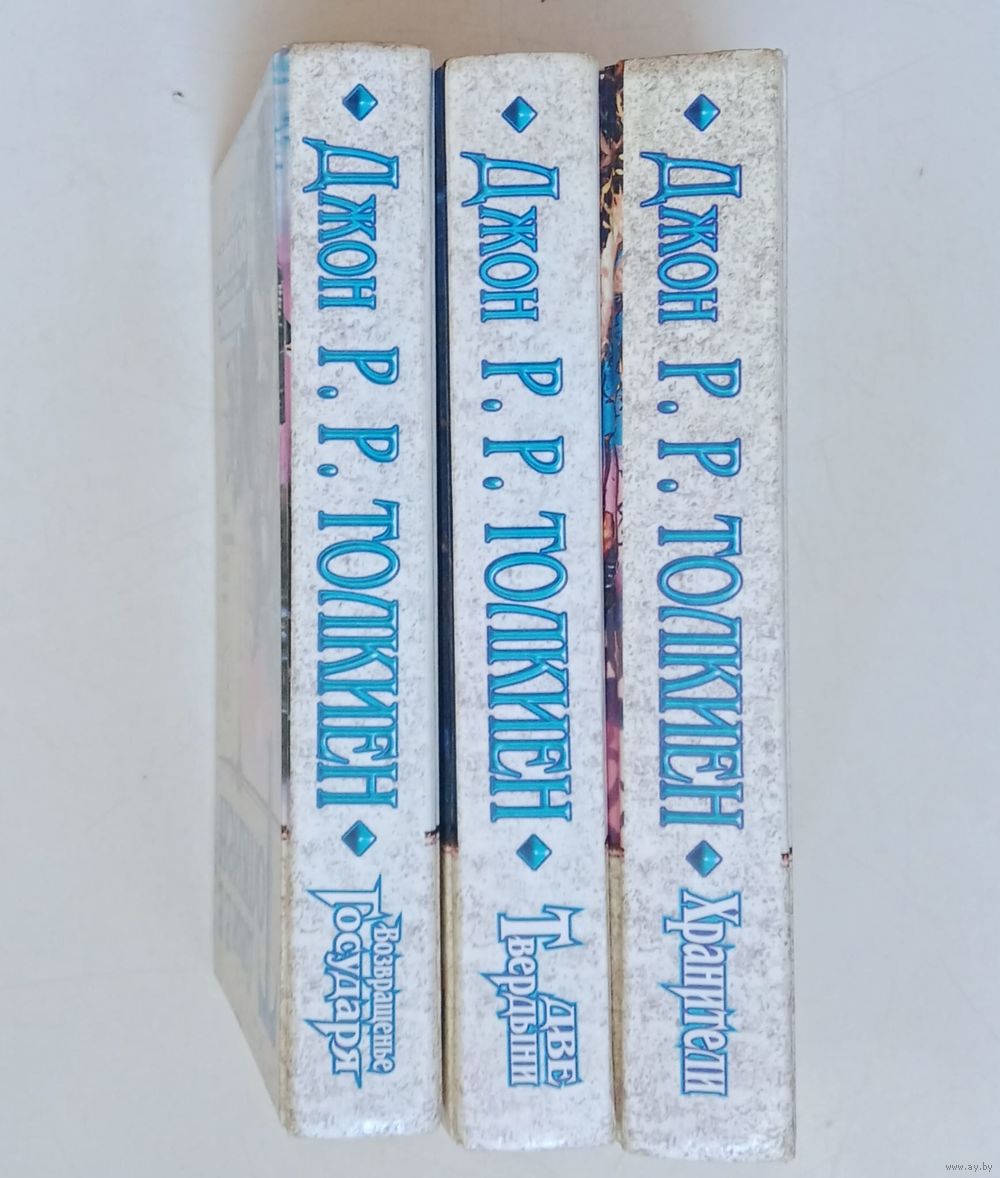 Джон Р. Р. ТОЛКИЕН
Возвращенье
Государя
Джон Р. Р. ТОЛКИЕН
Две
Твердыни
Джон Р. Р. ТОЛКИЕН
Хранители
www.ay.by